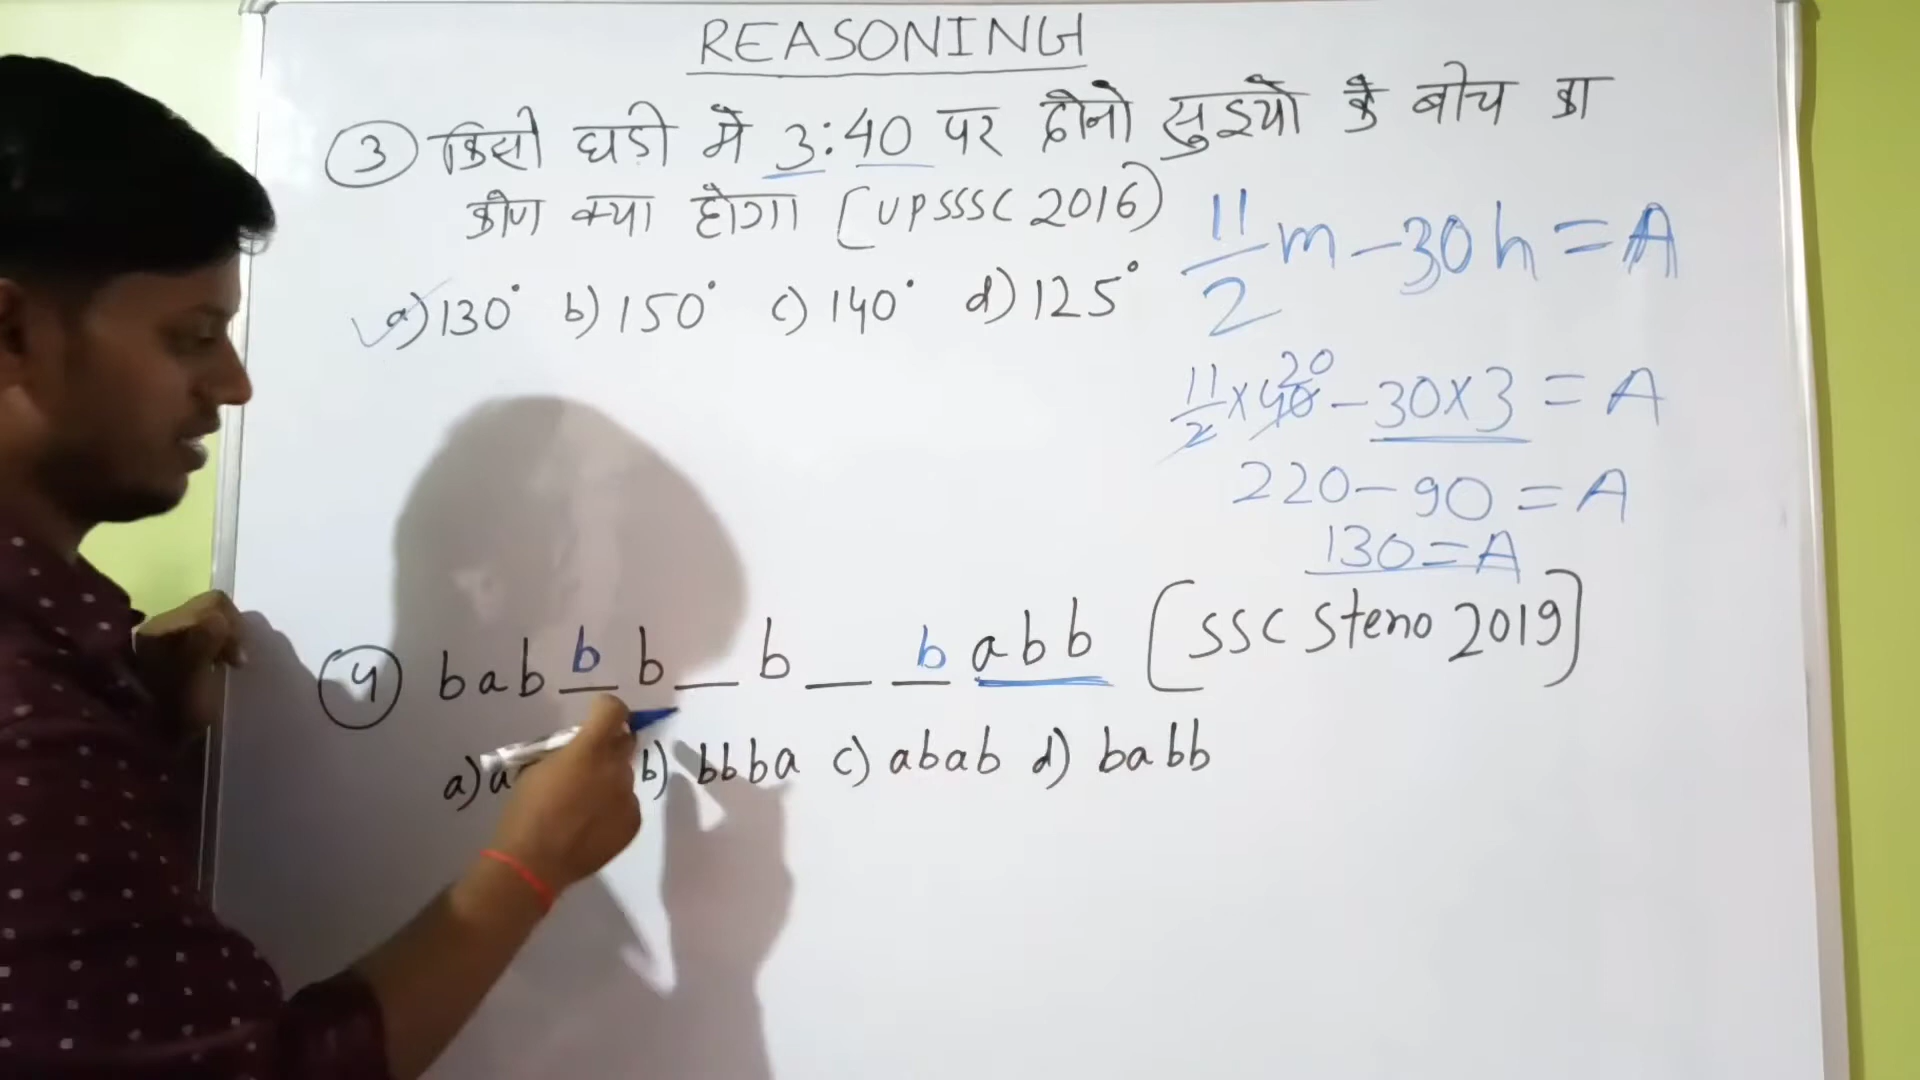 REASONING
③ किसी घड़ी में 3:40 पर दोनो सुइयो के बीच का
कोण क्या होगा [UPSSSC 2016)
a) 130° b) 150° c) 140° d) 125°
11/2 m - 30h = A
11/2 × 40 20 - 30×3 = A
220 - 90 = A
130 = A
④ b a b b b _ b _ b a b b [SSC Steno 2019]
a) b) bbba c) abab d) babb